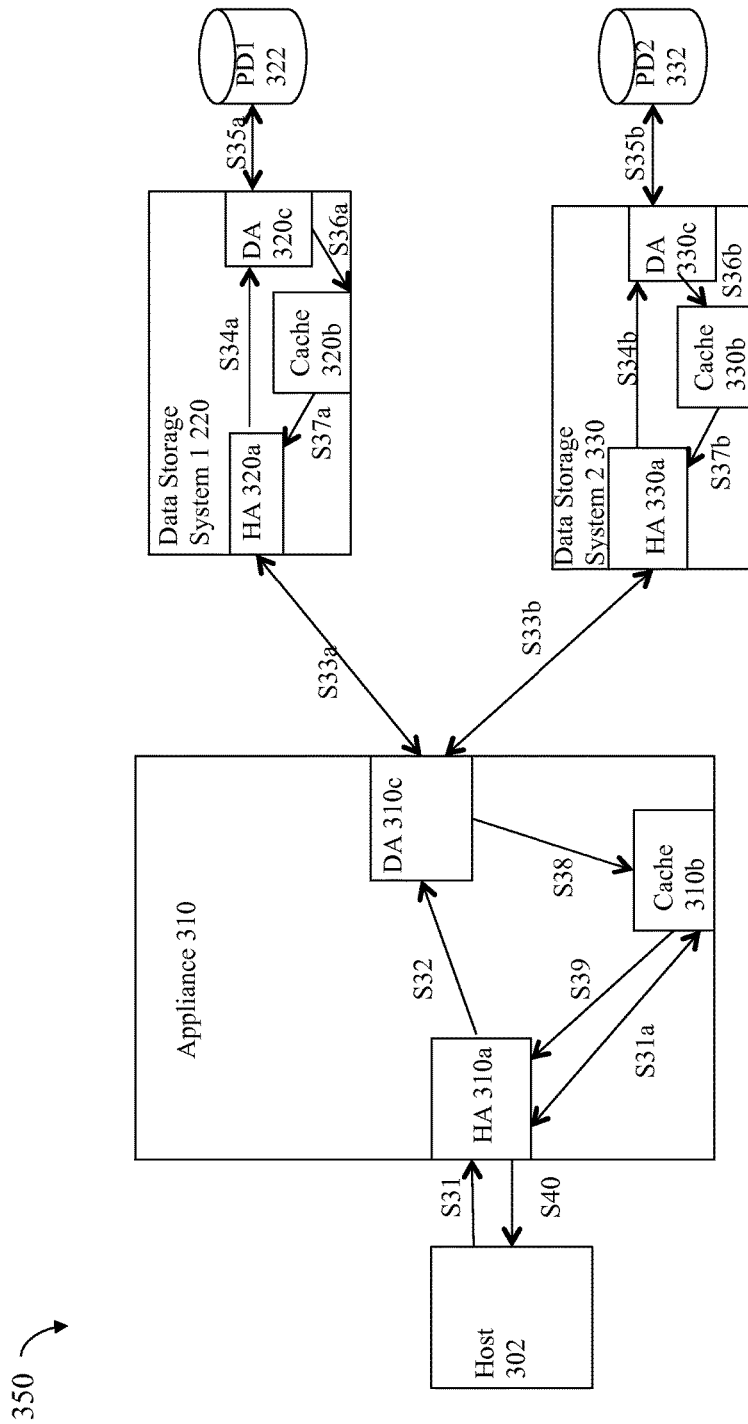 350
Host
302
S31
S40
Appliance 310
HA 310a
S32
DA 310c
S38
Cache
310b
S39
S31a
S33a
S33b
Data Storage
System 1 220
HA 320a
S34a
DA
320c
S36a
Cache
320b
S37a
S35a
PD1
322
Data Storage
System 2 330
HA 330a
S34b
DA
330c
S36b
Cache
330b
S37b
S35b
PD2
332